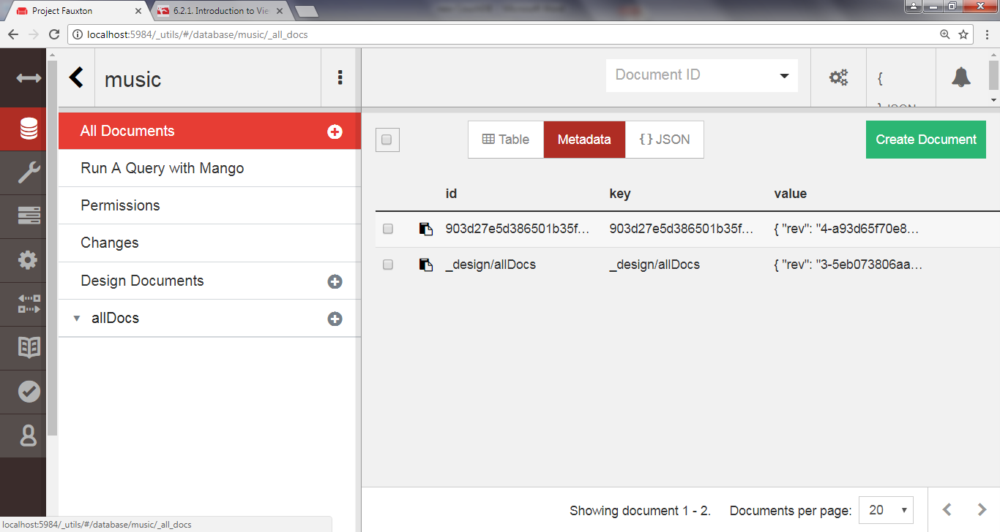 Project Fauxton
6.2.1. Introduction to Vie
localhost:5984/_utils/#/database/music/_all_docs
music
Document ID
{
} JSON
All Documents
Run A Query with Mango
Permissions
Changes
Design Documents
allDocs
Table
Metadata
{} JSON
Create Document
id key value
903d27e5d386501b35f... 903d27e5d386501b35f... { "rev": "4-a93d65f70e8...
_design/allDocs _design/allDocs { "rev": "3-5eb073806aa...
Showing document 1 - 2. Documents per page: 20
localhost:5984/_utils/#/database/music/_all_docs